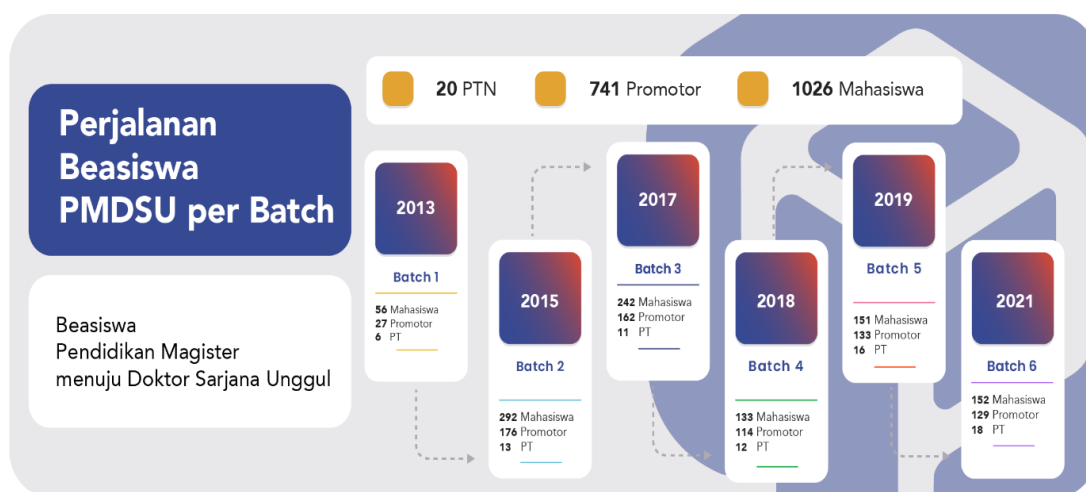 Perjalanan
Beasiswa
PMDSU per Batch
Beasiswa
Pendidikan Magister
menuju Doktor Sarjana Unggul
20 PTN
741 Promotor
1026 Mahasiswa
2013
Batch 1
56 Mahasiswa
27 Promotor
6 PT
2015
Batch 2
292 Mahasiswa
176 Promotor
13 PT
2017
Batch 3
242 Mahasiswa
162 Promotor
11 PT
2018
Batch 4
133 Mahasiswa
114 Promotor
12 PT
2019
Batch 5
151 Mahasiswa
133 Promotor
16 PT
2021
Batch 6
152 Mahasiswa
129 Promotor
18 PT